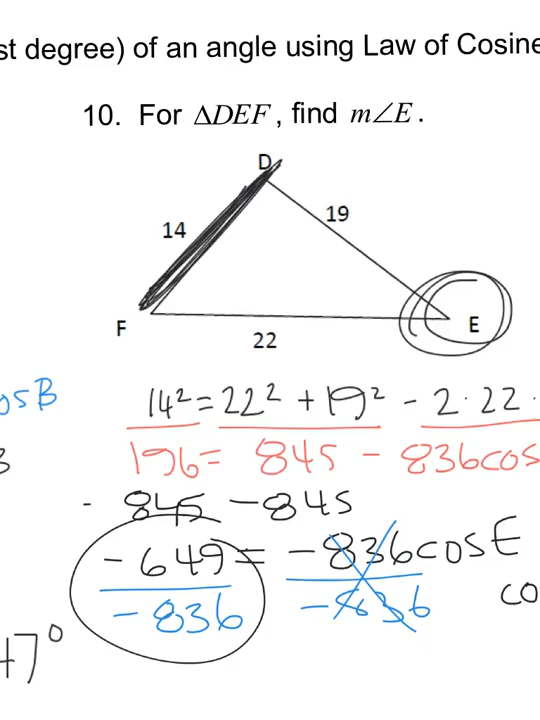 st degree) of an angle using Law of Cosine
10. For ΔDEF, find m∠E.
D
14
19
F
E
22
osB
14² = 22² + 19² - 2·22·
3
196 = 845 - 836cos
- 845 -845
-649 = -836cosE
-836 -836
co
47°